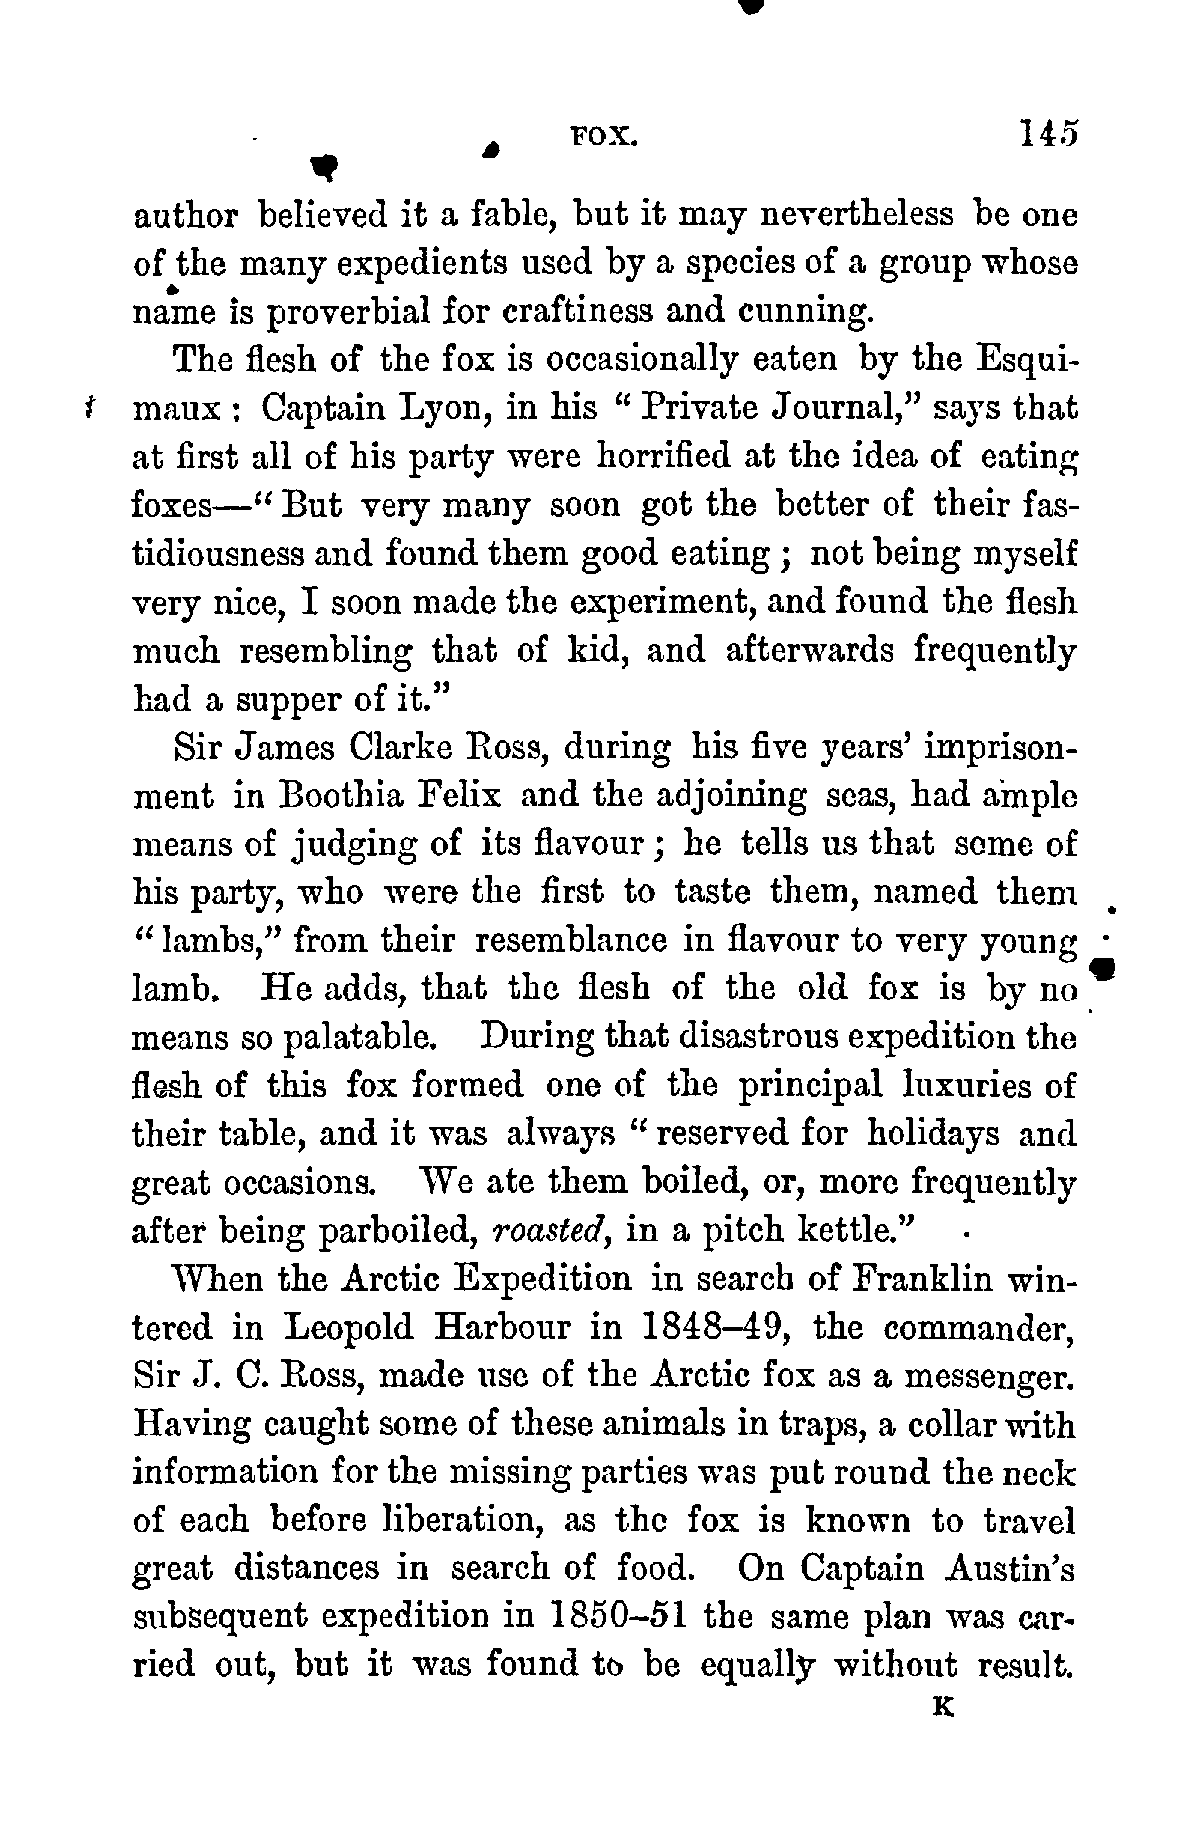 FOX. 145
author believed it a fable, but it may nevertheless be one
of the many expedients used by a species of a group whose
name is proverbial for craftiness and cunning.
The flesh of the fox is occasionally eaten by the Esqui-
maux : Captain Lyon, in his “ Private Journal,” says that
at first all of his party were horrified at the idea of eating
foxes—“ But very many soon got the better of their fas-
tidiousness and found them good eating ; not being myself
very nice, I soon made the experiment, and found the flesh
much resembling that of kid, and afterwards frequently
had a supper of it.”
Sir James Clarke Ross, during his five years’ imprison-
ment in Boothia Felix and the adjoining seas, had ample
means of judging of its flavour ; he tells us that some of
his party, who were the first to taste them, named them
“ lambs,” from their resemblance in flavour to very young
lamb. He adds, that the flesh of the old fox is by no
means so palatable. During that disastrous expedition the
flesh of this fox formed one of the principal luxuries of
their table, and it was always “ reserved for holidays and
great occasions. We ate them boiled, or, more frequently
after being parboiled, roasted, in a pitch kettle.”
When the Arctic Expedition in search of Franklin win-
tered in Leopold Harbour in 1848–49, the commander,
Sir J. C. Ross, made use of the Arctic fox as a messenger.
Having caught some of these animals in traps, a collar with
information for the missing parties was put round the neck
of each before liberation, as the fox is known to travel
great distances in search of food. On Captain Austin’s
subsequent expedition in 1850–51 the same plan was car-
ried out, but it was found to be equally without result.
K